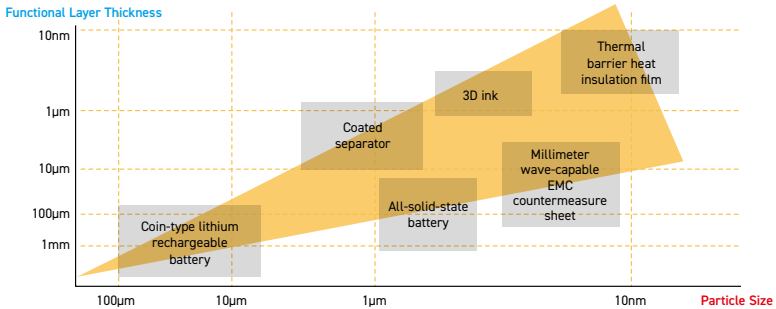 Functional Layer Thickness
10nm
1μm
10μm
100μm
1mm
Thermal
barrier heat
insulation film
3D ink
Coated
separator
Millimeter
wave-capable
EMC
countermeasure
sheet
All-solid-state
battery
Coin-type lithium
rechargeable
battery
100μm
10μm
1μm
10nm
Particle Size